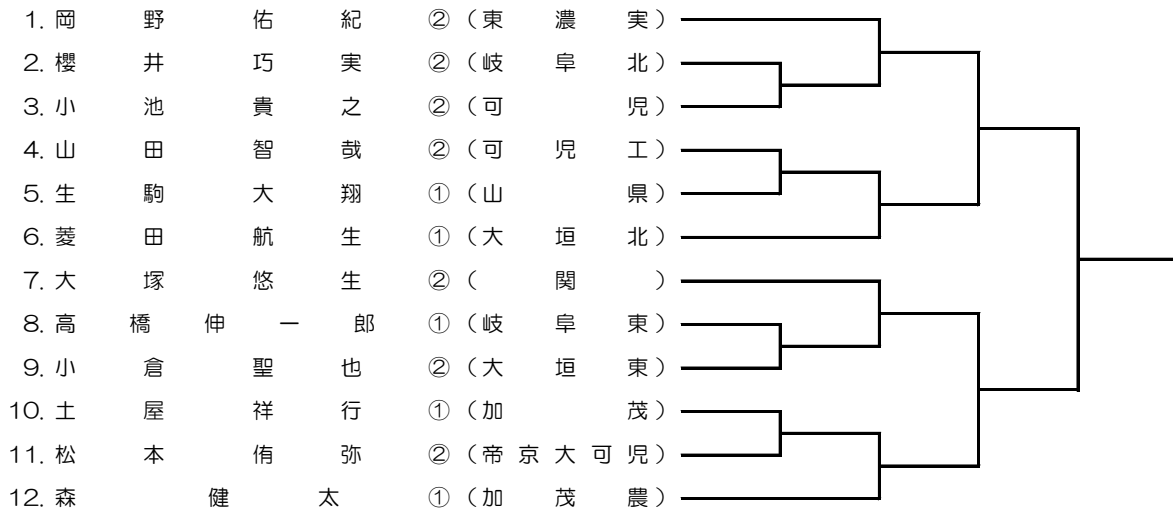 1. 岡野佑紀 ② (東濃実)
2. 櫻井巧実 ② (岐阜北)
3. 小池貴之 ② (可児)
4. 山田智哉 ② (可児工)
5. 生駒大翔 ① (山県)
6. 菱田航生 ① (大垣北)
7. 大塚悠生 ② (関)
8. 高橋伸一郎 ① (岐阜東)
9. 小倉聖也 ② (大垣東)
10. 土屋祥行 ① (加茂)
11. 松本侑弥 ② (帝京大可児)
12. 森健太 ① (加茂農)